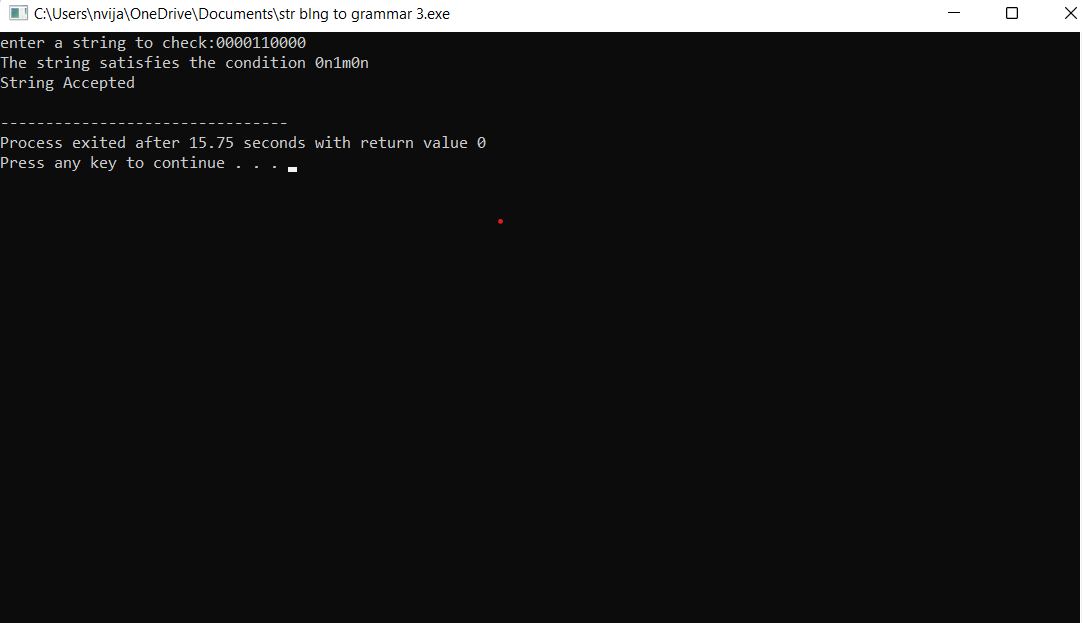 C:\Users\nvija\OneDrive\Documents\str blng to grammar 3.exe
enter a string to check:0000110000
The string satisfies the condition 0n1m0n
String Accepted
--------------------------------
Process exited after 15.75 seconds with return value 0
Press any key to continue . . .